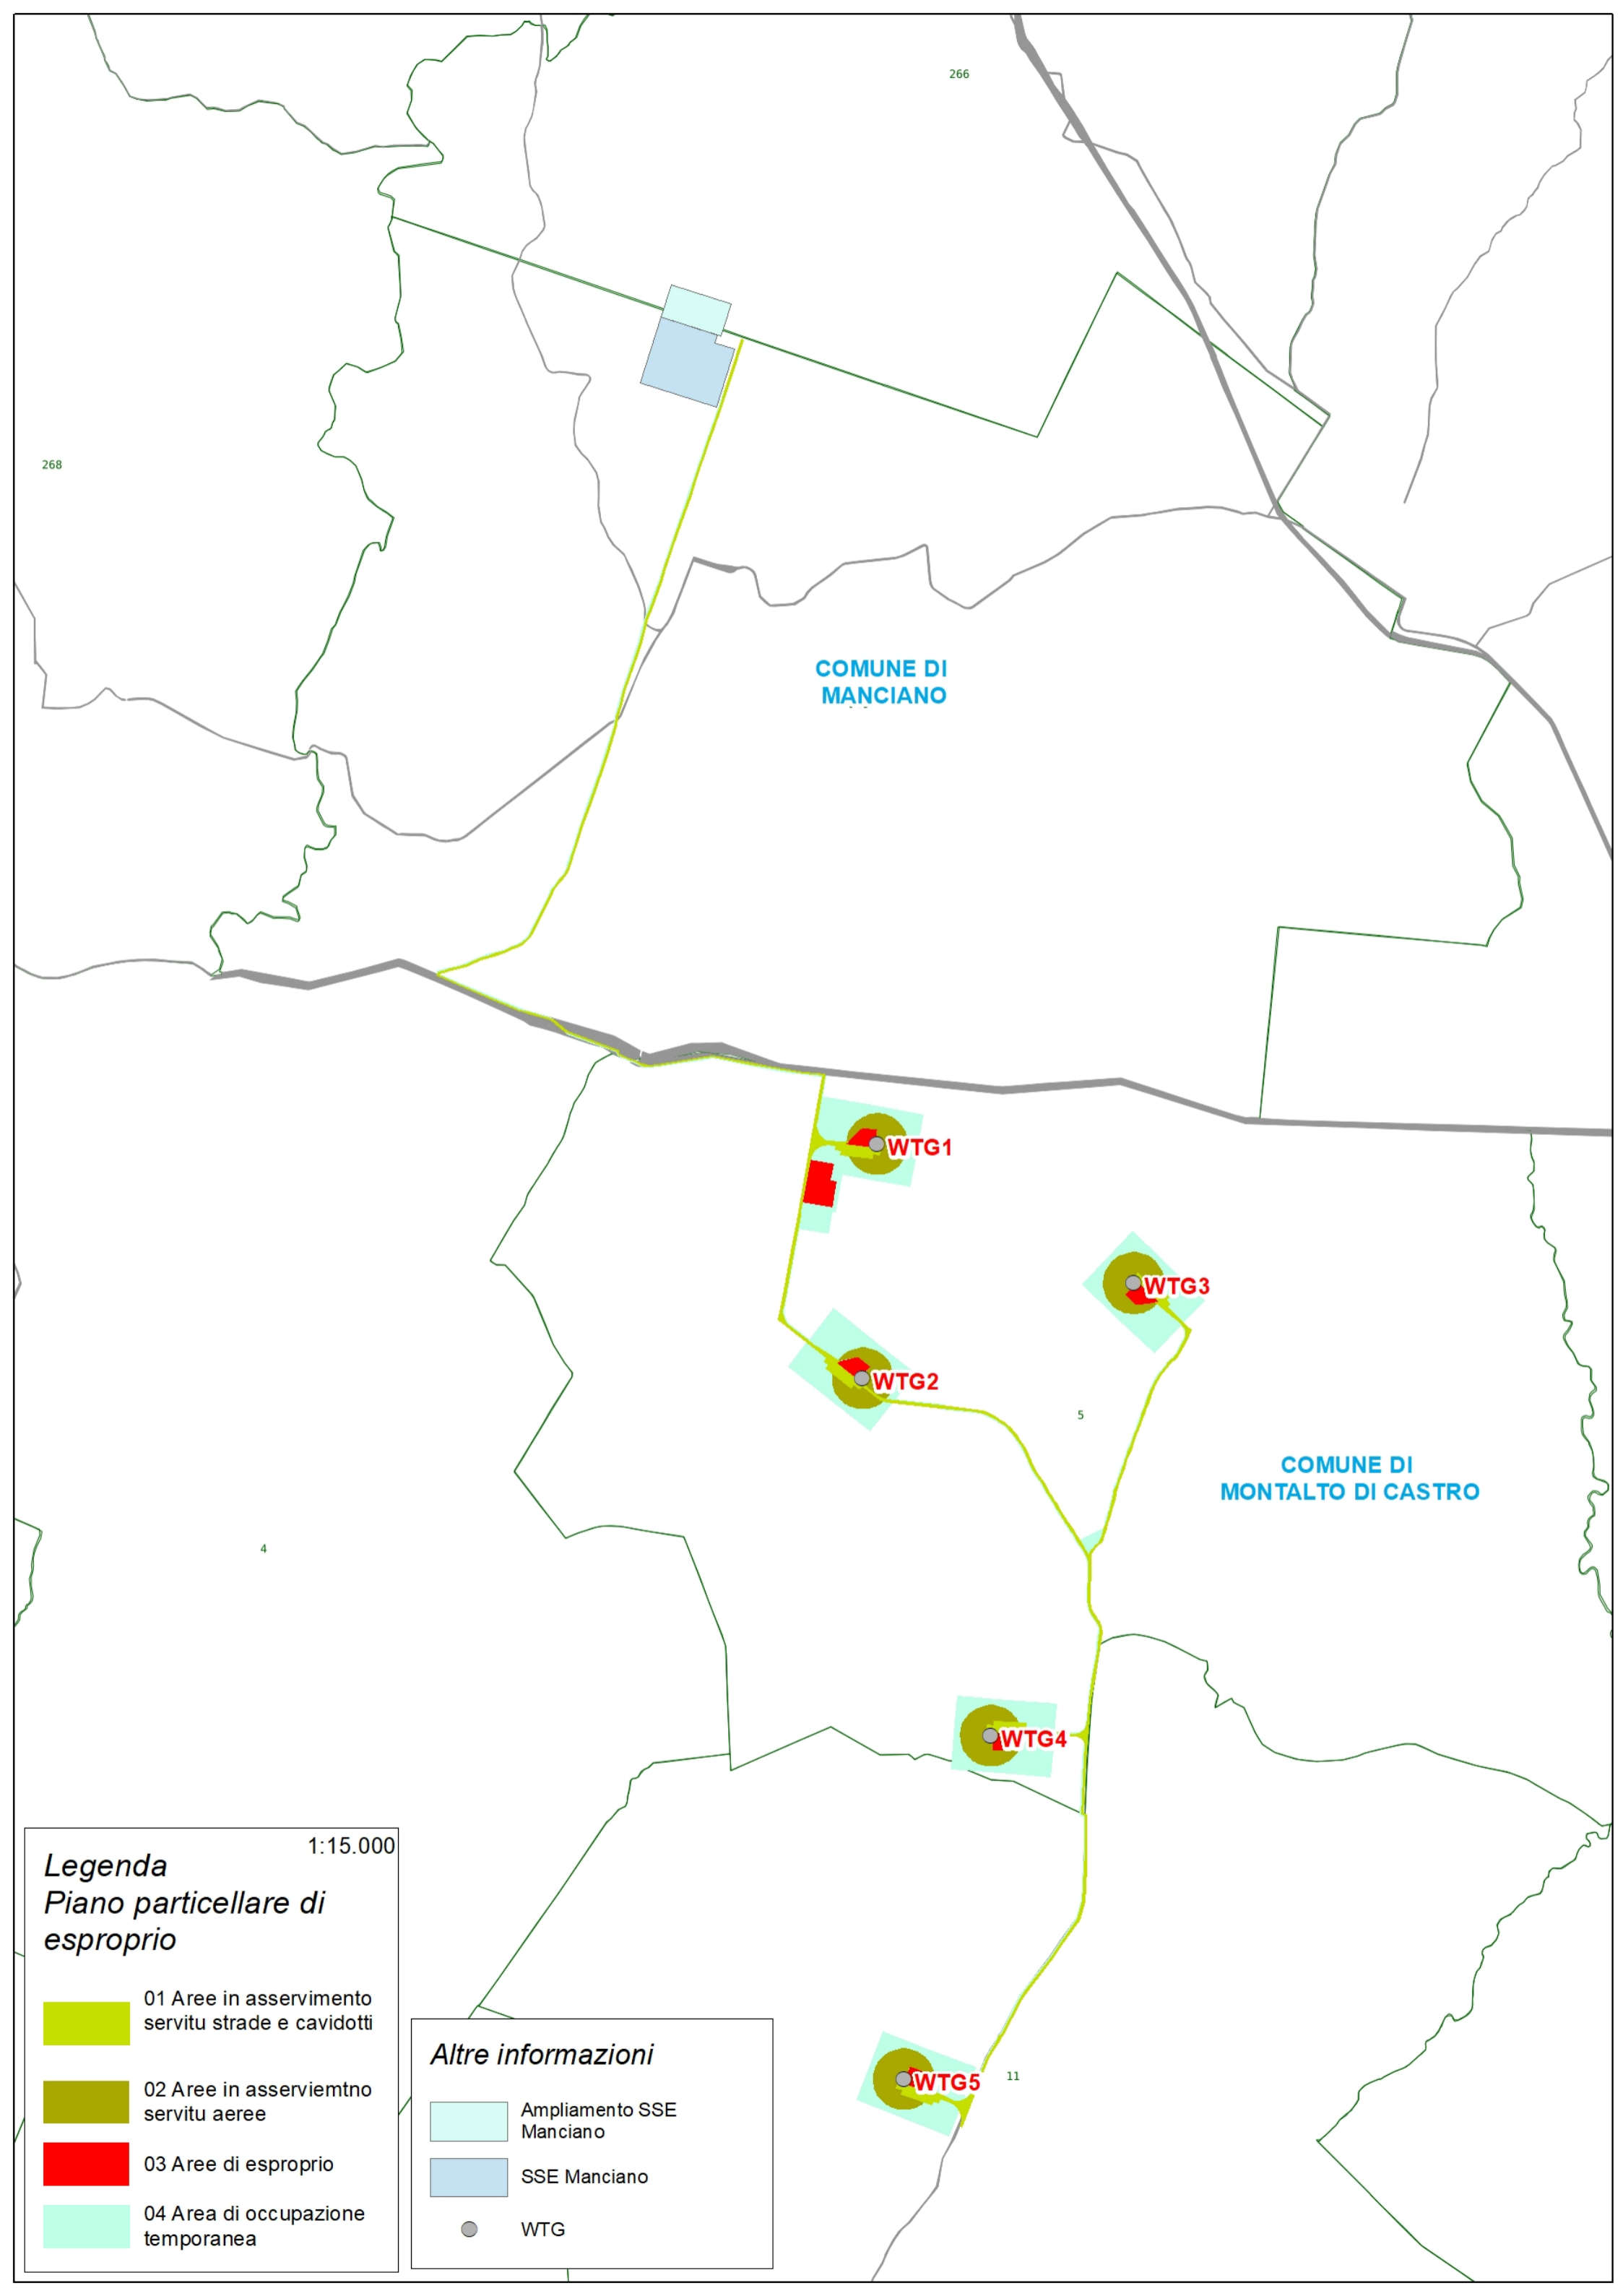 266
268
COMUNE DI
MANCIANO
WTG1
WTG3
WTG2
5
COMUNE DI
MONTALTO DI CASTRO
4
WTG4
WTG5
11
1:15.000
Legenda
Piano particellare di
esproprio
01 Aree in asservimento
servitu strade e cavidotti
02 Aree in asserviemtno
servitu aeree
03 Aree di esproprio
04 Area di occupazione
temporanea
Altre informazioni
Ampliamento SSE
Manciano
SSE Manciano
WTG